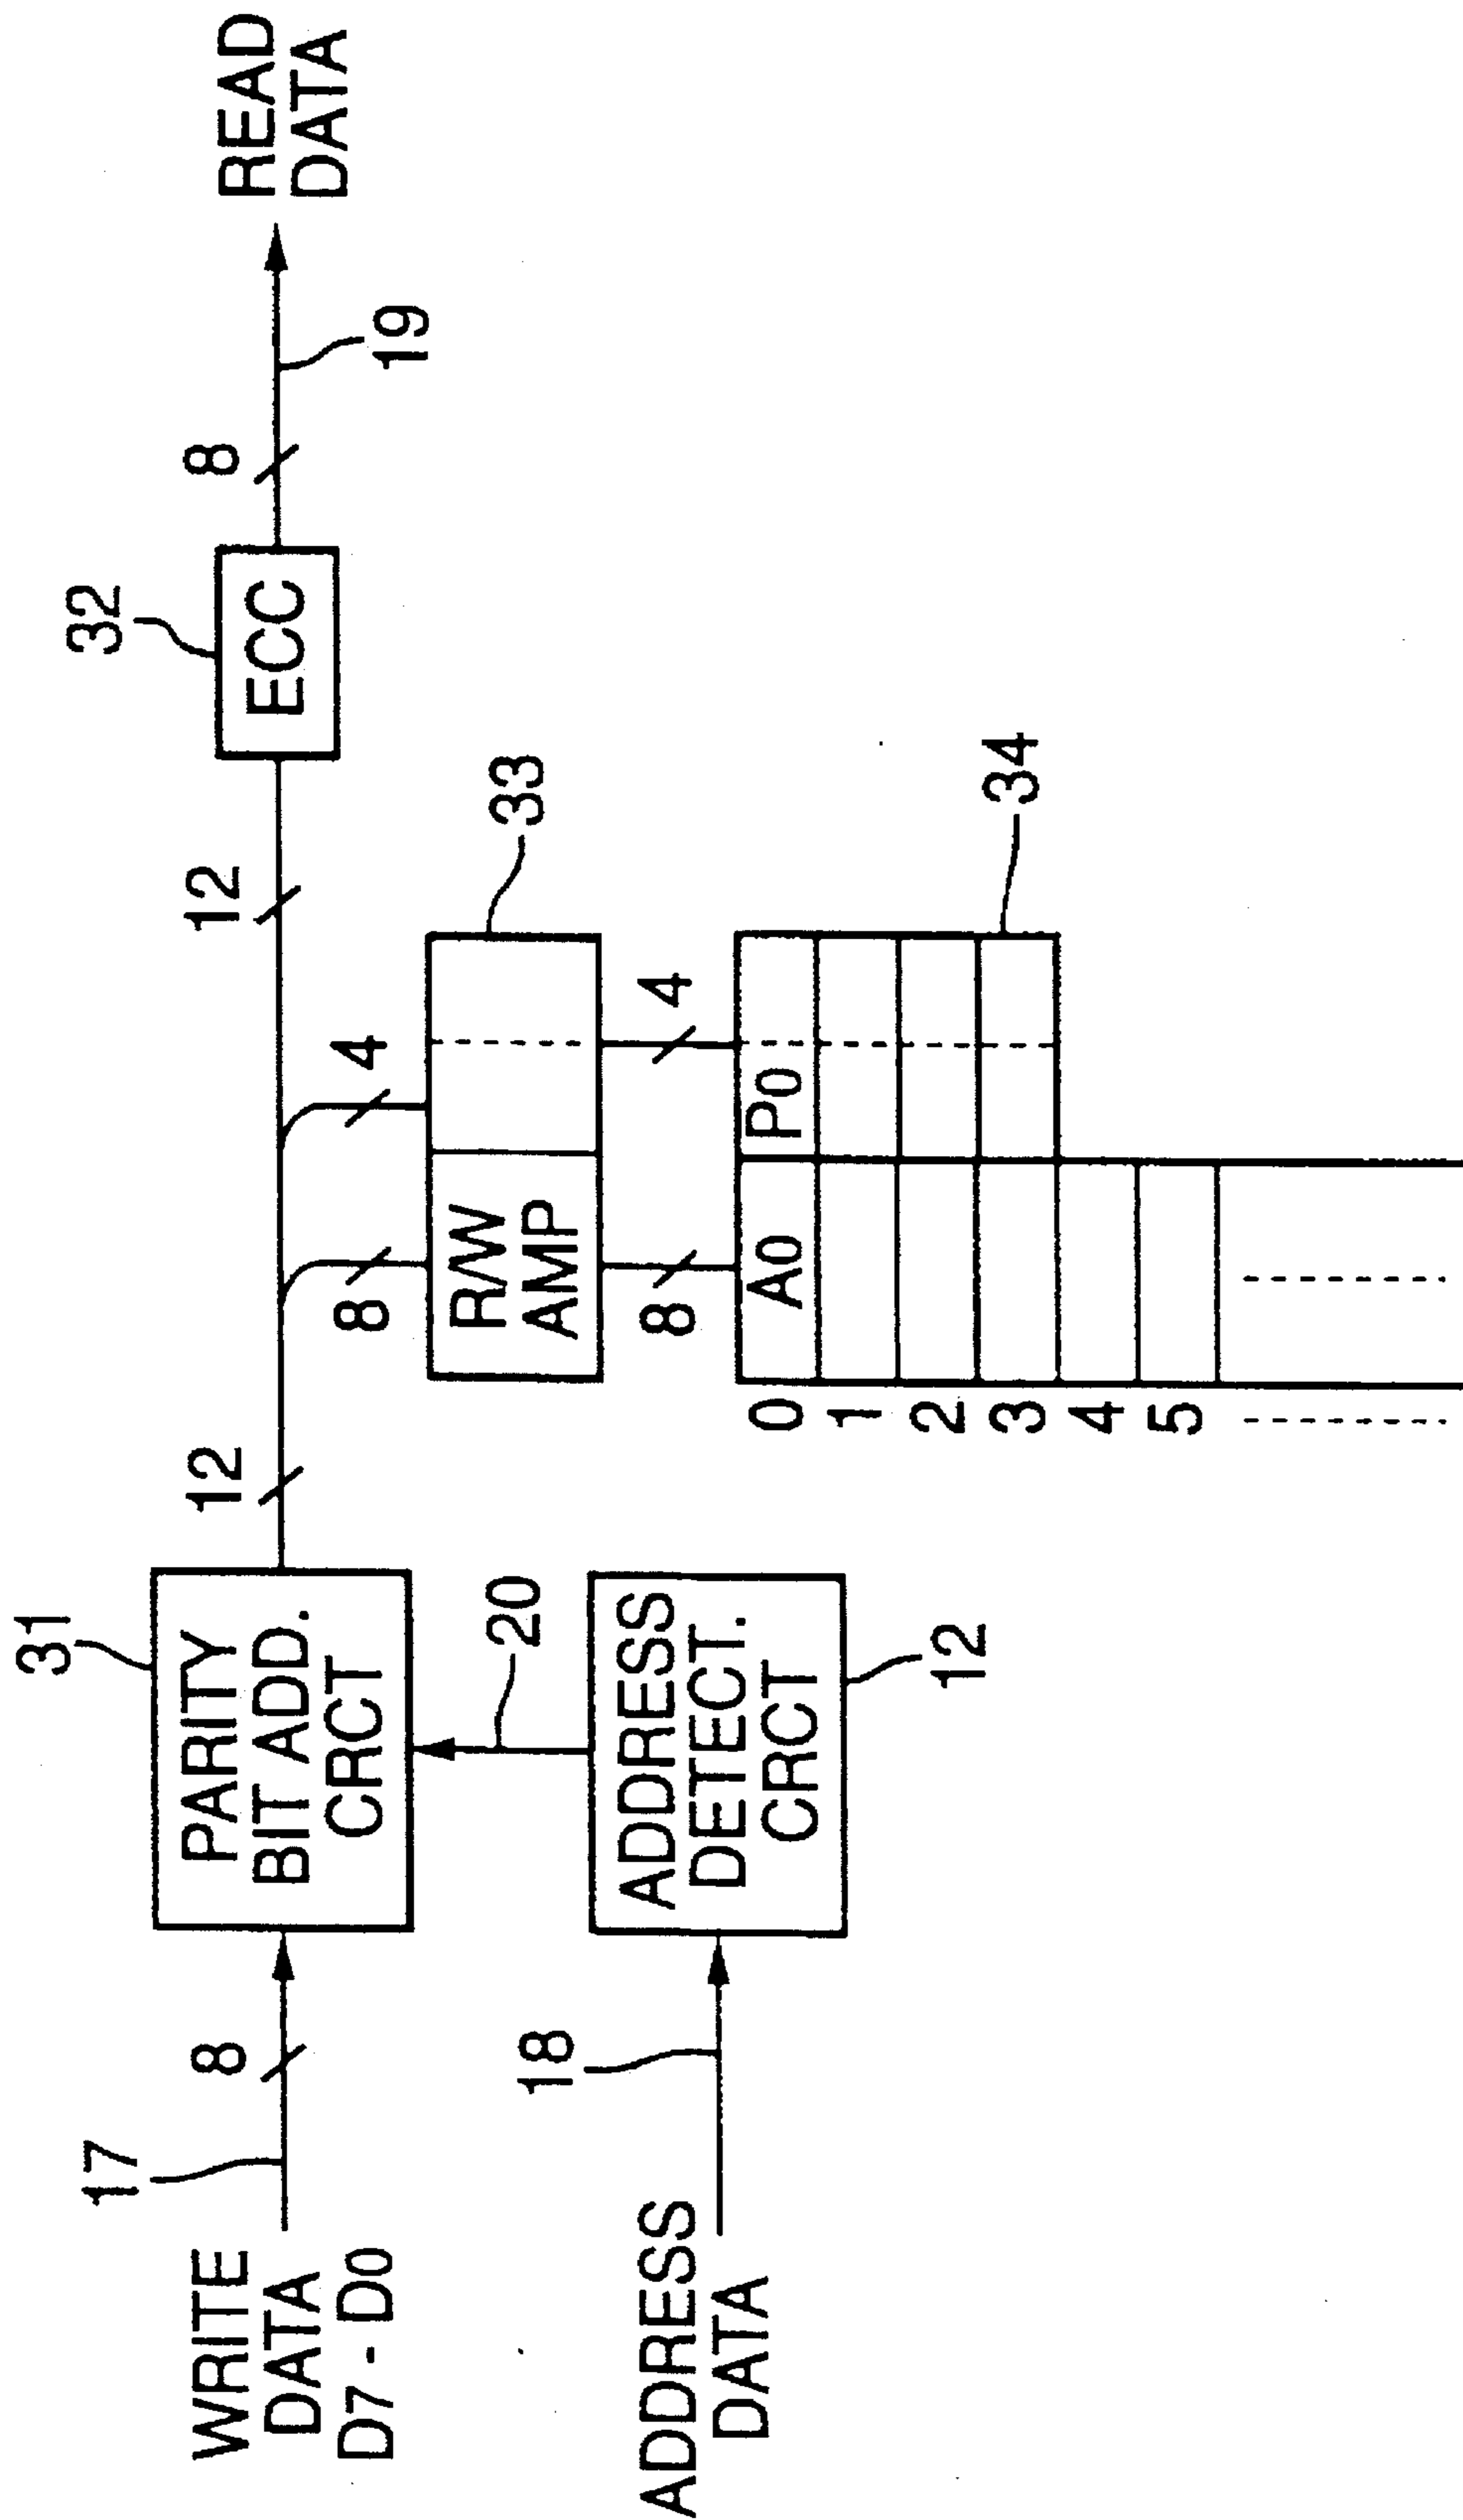 31
32
12
12
8
READ
DATA
17
8
PARITY
BIT ADD.
CRCT
ECC
19
WRITE
DATA
D7 - D0
8
4
20
RW
AMP
33
18
ADDRESS
DETECT.
CRCT
8
4
ADDRESS
DATA
12
0
A0
P0
1
2
3
34
4
5